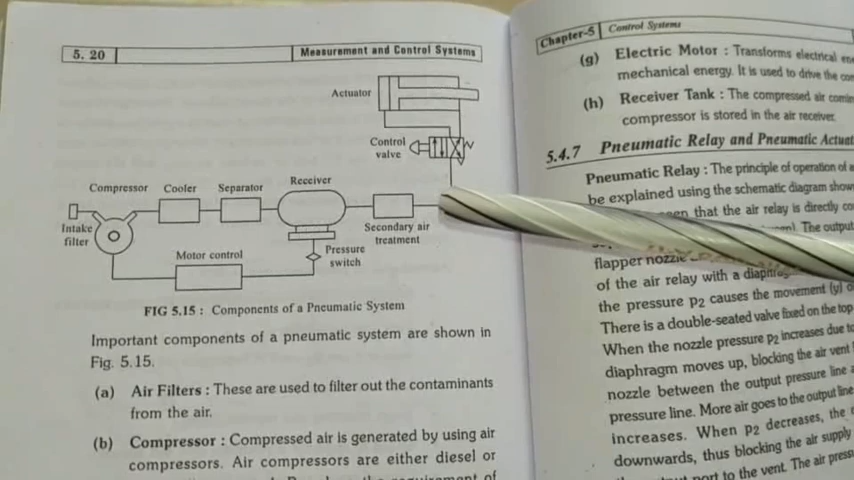 5. 20
Measurement and Control Systems
Actuator
Control
valve
Compressor
Cooler
Separator
Receiver
Intake
filter
Secondary air
treatment
Motor control
Pressure
switch
FIG 5.15 : Components of a Pneumatic System
Important components of a pneumatic system are shown in
Fig. 5.15.
(a) Air Filters : These are used to filter out the contaminants
from the air.
(b) Compressor : Compressed air is generated by using air
compressors. Air compressors are either diesel or
Chapter-5
Control Systems
(g) Electric Motor : Transforms electrical
mechanical energy. It is used to drive the
(h) Receiver Tank : The compressed air
compressor is stored in the air receiver.
5.4.7 Pneumatic Relay and Pneumatic
Pneumatic Relay : The principle of operation of a
be explained using the schematic diagram
that the air relay is directly
The output
flapper nozzle
of the air relay with a
the pressure p2 causes the movement (y)
There is a double-seated valve fixed on the top
When the nozzle pressure p2 increases due
diaphragm moves up, blocking the air vent
nozzle between the output pressure line
pressure line. More air goes to the output line
increases. When p2 decreases, the
downwards, thus blocking the air supply
port to the vent. The air